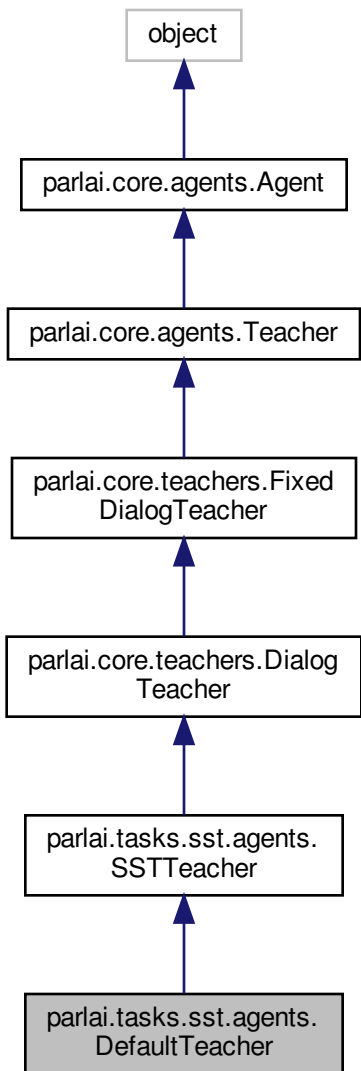 object
parlai.core.agents.Agent
parlai.core.agents.Teacher
parlai.core.teachers.Fixed
DialogTeacher
parlai.core.teachers.Dialog
Teacher
parlai.tasks.sst.agents.
SSTTeacher
parlai.tasks.sst.agents.
DefaultTeacher